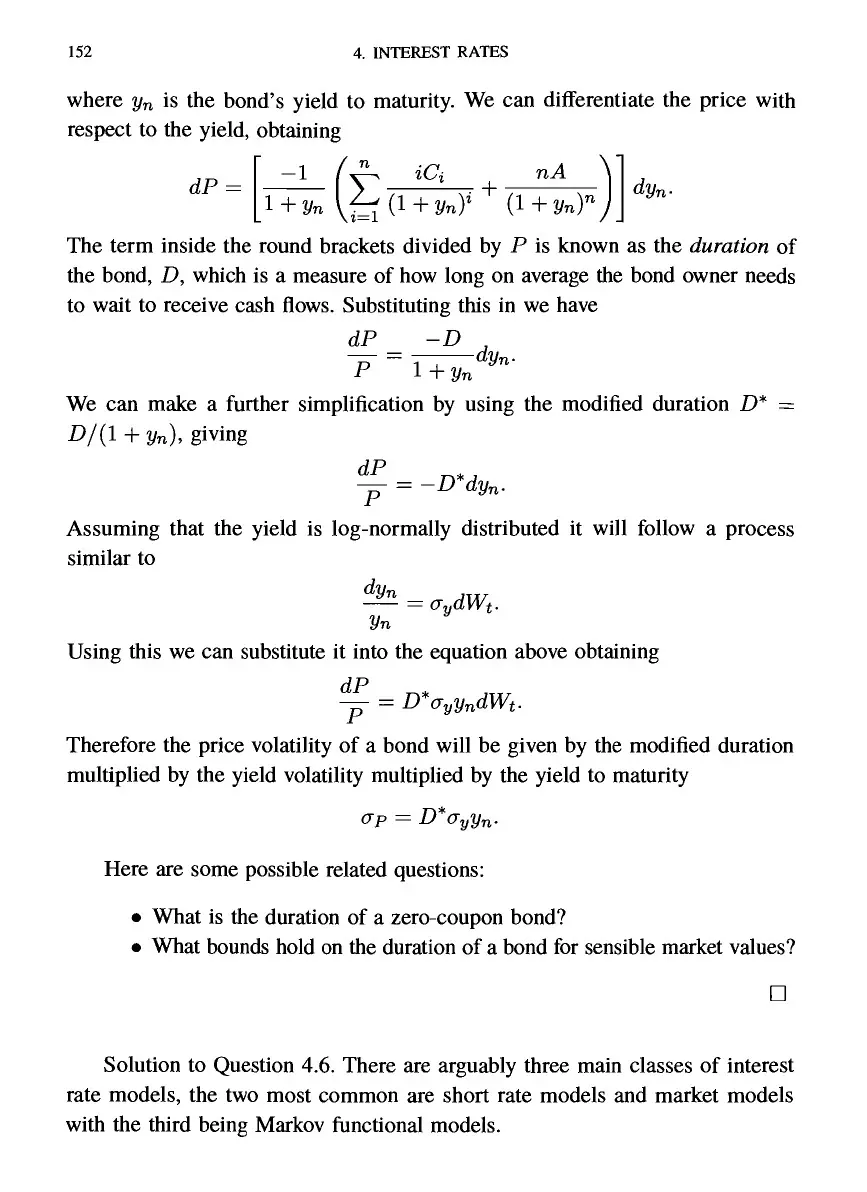 152 4. INTEREST RATES
where yₙ is the bond's yield to maturity. We can differentiate the price with
respect to the yield, obtaining
dP = [ −1/(1 + yₙ) ( ∑ᵢ₌₁ⁿ iCᵢ/(1 + yₙ)ⁱ + nA/(1 + yₙ)ⁿ ) ] dyₙ.
The term inside the round brackets divided by P is known as the duration of
the bond, D, which is a measure of how long on average the bond owner needs
to wait to receive cash flows. Substituting this in we have
dP/P = −D/(1 + yₙ) dyₙ.
We can make a further simplification by using the modified duration D* =
D/(1 + yₙ), giving
dP/P = −D*dyₙ.
Assuming that the yield is log-normally distributed it will follow a process
similar to
dyₙ/yₙ = σ_y dWₜ.
Using this we can substitute it into the equation above obtaining
dP/P = D*σ_y yₙ dWₜ.
Therefore the price volatility of a bond will be given by the modified duration
multiplied by the yield volatility multiplied by the yield to maturity
σ_P = D*σ_y yₙ.
Here are some possible related questions:
• What is the duration of a zero-coupon bond?
• What bounds hold on the duration of a bond for sensible market values?
□
Solution to Question 4.6. There are arguably three main classes of interest
rate models, the two most common are short rate models and market models
with the third being Markov functional models.